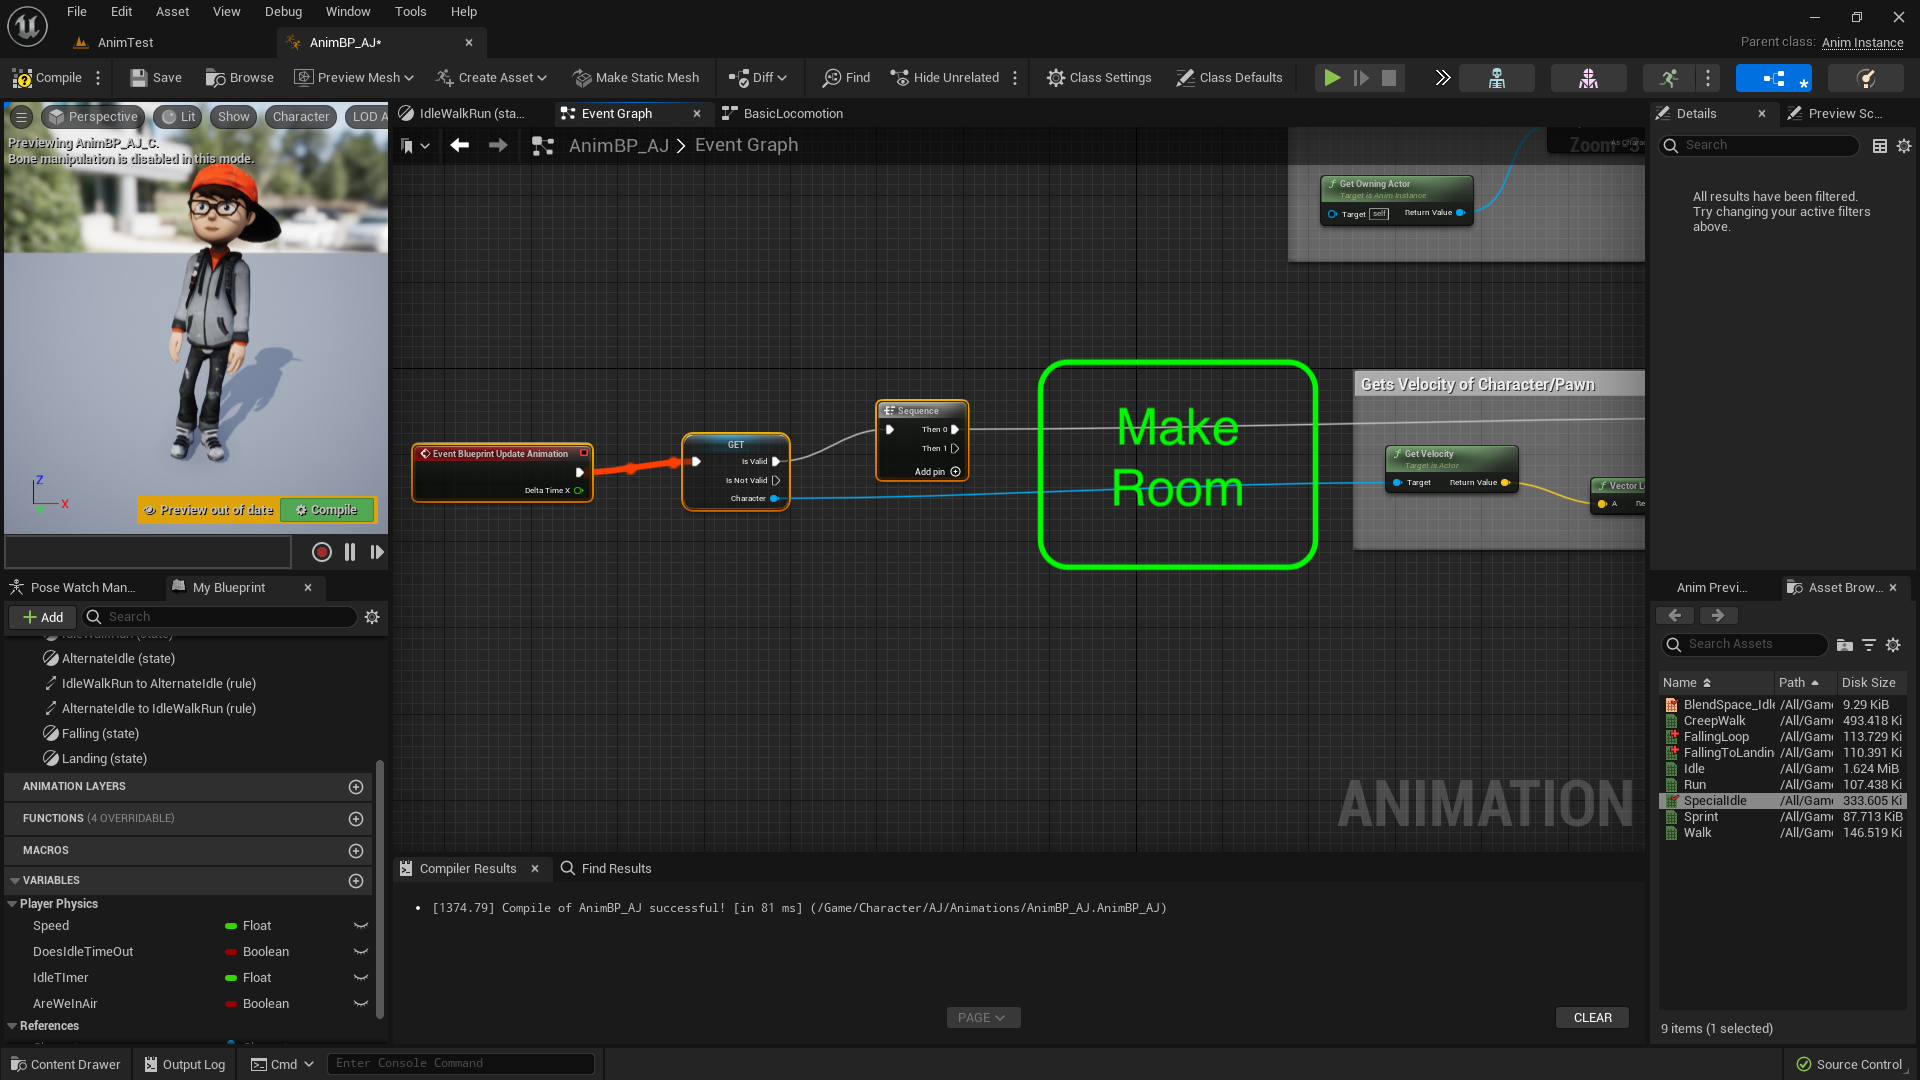 File Edit Asset View Debug Window Tools Help
AnimTest
AnimBP_AJ*
Parent class: Anim Instance
Compile
Save
Browse
Preview Mesh
Create Asset
Make Static Mesh
Diff
Find
Hide Unrelated
Class Settings
Class Defaults
Perspective
Lit
Show
Character
LOD A
Previewing AnimBP_AJ_C.
Bone manipulation is disabled in this mode.
Z
X
Preview out of date
Compile
IdleWalkRun (sta...
Event Graph
BasicLocomotion
AnimBP_AJ > Event Graph
Zoom -3
Get Owning Actor
Target is Anim Instance
Target self
Return Value
Event Blueprint Update Animation
Delta Time X
GET
Is Valid
Is Not Valid
Character
Sequence
Then 0
Then 1
Add pin
Make
Room
Gets Velocity of Character/Pawn
Get Velocity
Target is Actor
Target
Return Value
Vector L
A
Re
ANIMATION
Details
Preview Sc...
Search
All results have been filtered.
Try changing your active filters
above.
Pose Watch Man...
My Blueprint
Add
Search
IdleWalkRun (state)
AlternateIdle (state)
IdleWalkRun to AlternateIdle (rule)
AlternateIdle to IdleWalkRun (rule)
Falling (state)
Landing (state)
ANIMATION LAYERS
FUNCTIONS (4 OVERRIDABLE)
MACROS
VARIABLES
Player Physics
Speed Float
DoesIdleTimeOut Boolean
IdleTImer Float
AreWeInAir Boolean
References
Compiler Results
Find Results
[1374.79] Compile of AnimBP_AJ successful! [in 81 ms] (/Game/Character/AJ/Animations/AnimBP_AJ.AnimBP_AJ)
PAGE
CLEAR
Anim Previ...
Asset Brow...
Search Assets
Name Path Disk Size
BlendSpace_Idle /All/Game 9.29 KiB
CreepWalk /All/Game 493.418 Ki
FallingLoop /All/Game 113.729 Ki
FallingToLandin /All/Game 110.391 Ki
Idle /All/Game 1.624 MiB
Run /All/Game 107.438 Ki
SpecialIdle /All/Game 333.605 Ki
Sprint /All/Game 87.713 KiB
Walk /All/Game 146.519 Ki
9 items (1 selected)
Content Drawer
Output Log
Cmd
Enter Console Command
Source Control